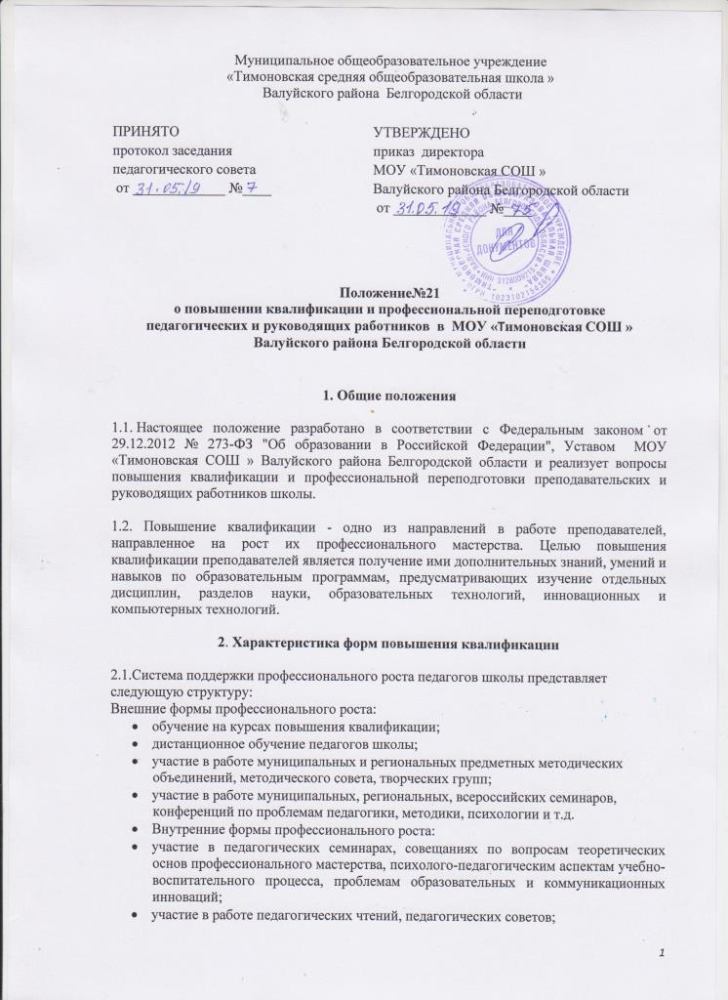 Муниципальное общеобразовательное учреждение
«Тимоновская средняя общеобразовательная школа »
Валуйского района Белгородской области
ПРИНЯТО
протокол заседания
педагогического совета
от 31.05.19 № 7
УТВЕРЖДЕНО
приказ директора
МОУ «Тимоновская СОШ »
Валуйского района Белгородской области
от 31.05.19 № 75
ДЛЯ
ДОКУМЕНТОВ
Положение№21
о повышении квалификации и профессиональной переподготовке
педагогических и руководящих работников в МОУ «Тимоновская СОШ »
Валуйского района Белгородской области
1. Общие положения
1.1. Настоящее положение разработано в соответствии с Федеральным законом от
29.12.2012 № 273-ФЗ "Об образовании в Российской Федерации", Уставом МОУ
«Тимоновская СОШ » Валуйского района Белгородской области и реализует вопросы
повышения квалификации и профессиональной переподготовки преподавательских и
руководящих работников школы.
1.2. Повышение квалификации - одно из направлений в работе преподавателей,
направленное на рост их профессионального мастерства. Целью повышения
квалификации преподавателей является получение ими дополнительных знаний, умений и
навыков по образовательным программам, предусматривающих изучение отдельных
дисциплин, разделов науки, образовательных технологий, инновационных и
компьютерных технологий.
2. Характеристика форм повышения квалификации
2.1.Система поддержки профессионального роста педагогов школы представляет
следующую структуру:
Внешние формы профессионального роста:
• обучение на курсах повышения квалификации;
• дистанционное обучение педагогов школы;
• участие в работе муниципальных и региональных предметных методических
объединений, методического совета, творческих групп;
• участие в работе муниципальных, региональных, всероссийских семинаров,
конференций по проблемам педагогики, методики, психологии и т.д.
• Внутренние формы профессионального роста:
• участие в педагогических семинарах, совещаниях по вопросам теоретических
основ профессионального мастерства, психолого-педагогическим аспектам учебно-
воспитательного процесса, проблемам образовательных и коммуникационных
инноваций;
• участие в работе педагогических чтений, педагогических советов;
1